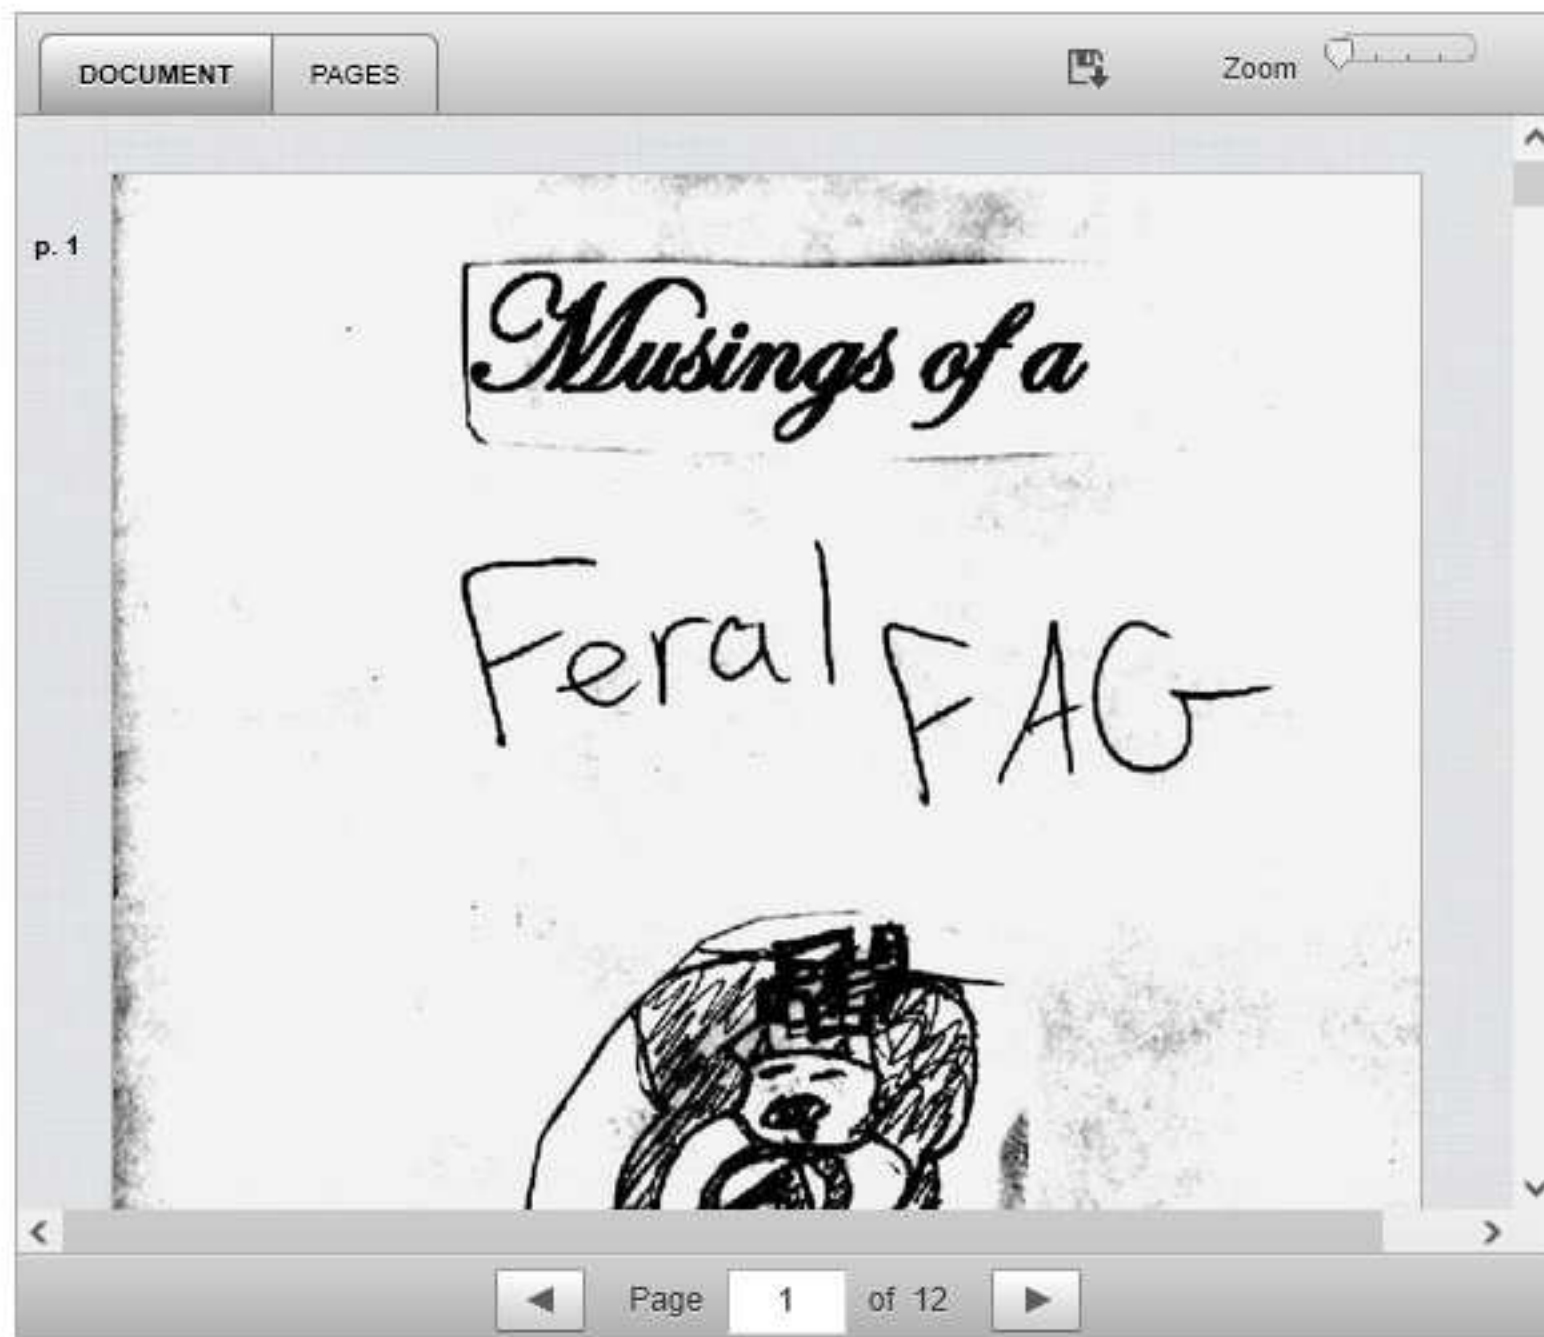 DOCUMENT PAGES Zoom
p. 1
Musings of a
Feral FAG
Page 1 of 12